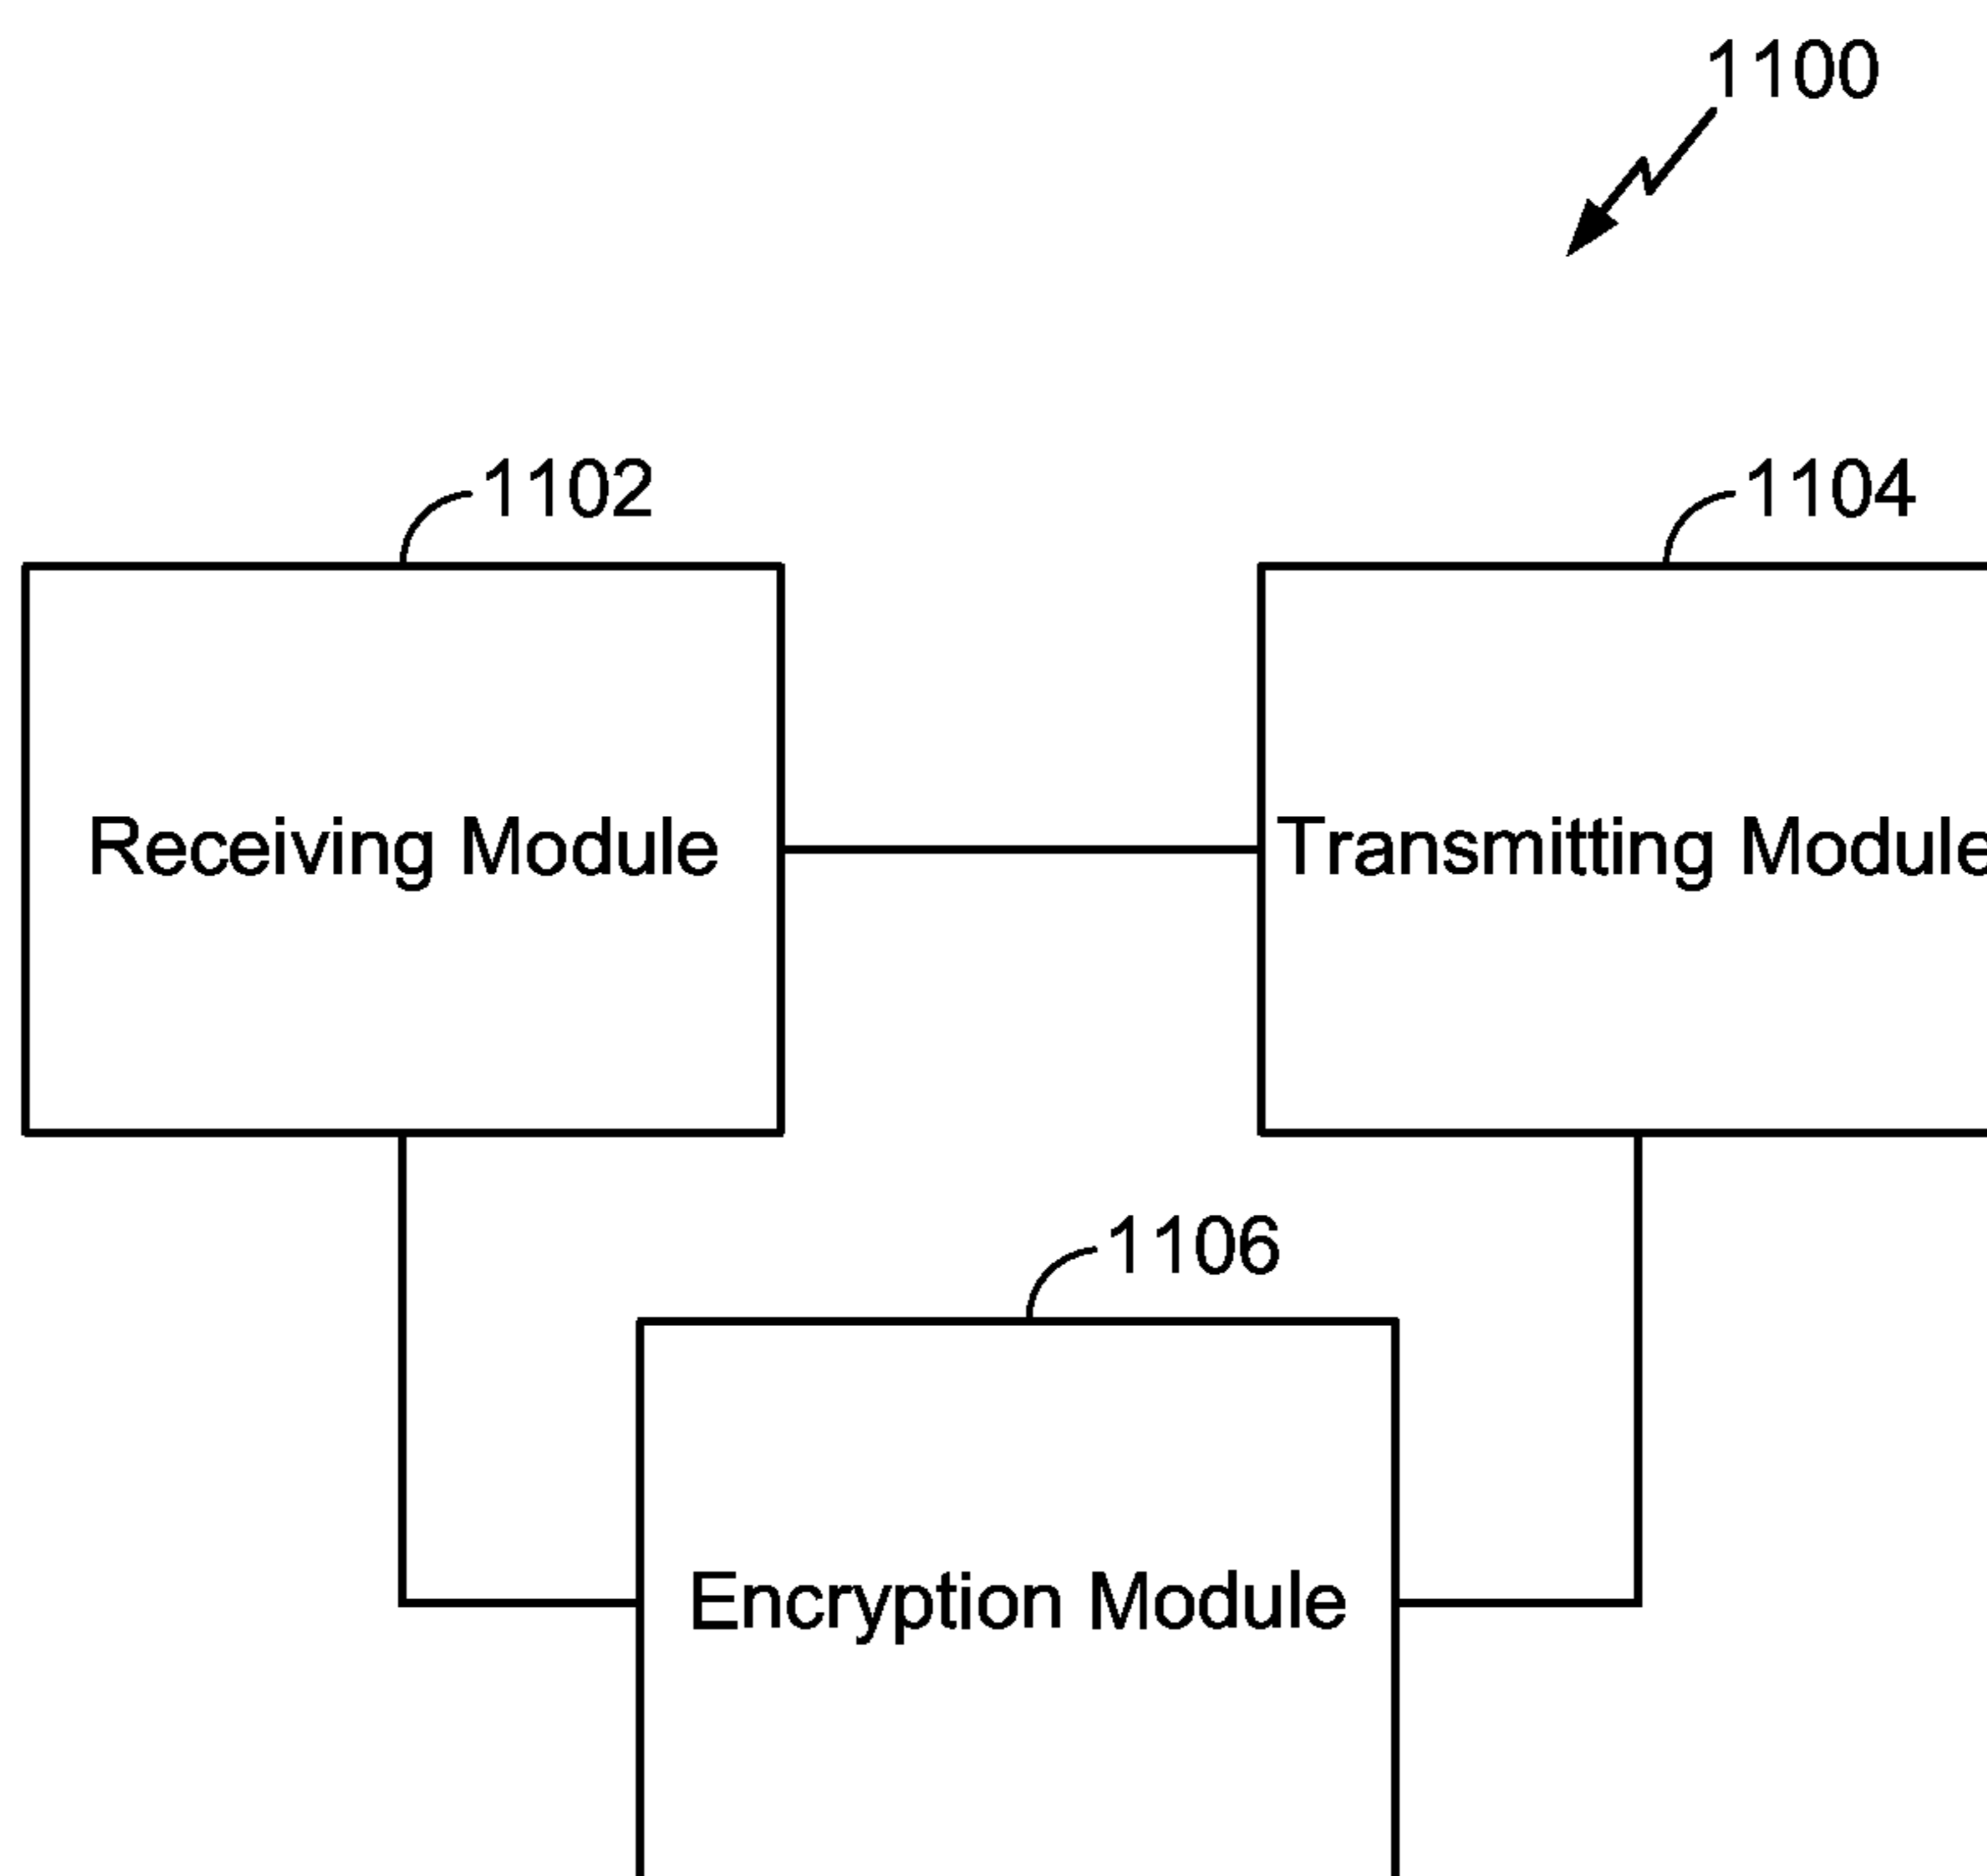 1100
1102
1104
Receiving Module
Transmitting Module
1106
Encryption Module